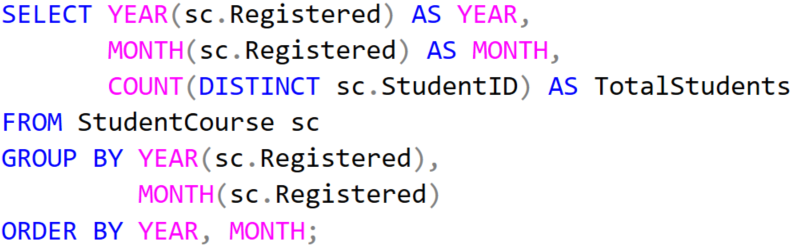 SELECT YEAR(sc.Registered) AS YEAR,
       MONTH(sc.Registered) AS MONTH,
       COUNT(DISTINCT sc.StudentID) AS TotalStudents
FROM StudentCourse sc
GROUP BY YEAR(sc.Registered),
         MONTH(sc.Registered)
ORDER BY YEAR, MONTH;